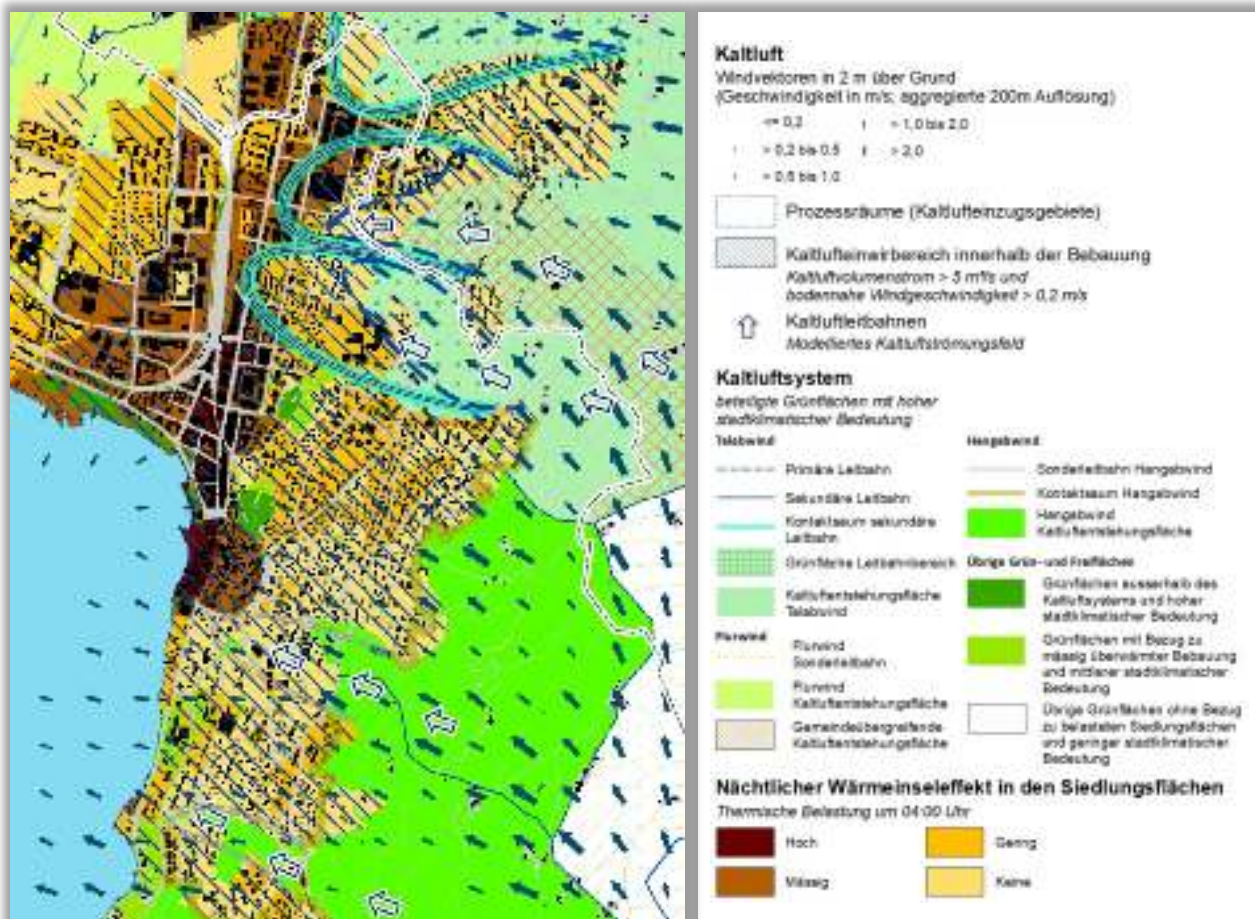 Kaltluft
Windvektoren in 2 m über Grund
(Geschwindigkeit in m/s; aggregierte 200m Auflösung)
<= 0,2
> 1,0 bis 2,0
> 0,2 bis 0,5
> 2,0
> 0,5 bis 1,0
Prozessräume (Kaltlufteinzugsgebiete)
Kaltlufteinwirbereich innerhalb der Bebauung
Kaltluftvolumenstrom > 5 m³/s und
bodennahe Windgeschwindigkeit > 0,2 m/s
Kaltluftleitbahnen
Modelliertes Kaltluftströmungsfeld
Kaltluftsystem
beteiligte Grünflächen mit hoher
stadtklimatischer Bedeutung
Talabwind
Primäre Leitbahn
Sekundäre Leitbahn
Kontaktsaum sekundäre
Leitbahn
Grünfläche Leitbahnbereich
Kaltluftentstehungsfläche
Talabwind
Flurwind
Flurwind
Sonderleitbahn
Flurwind
Kaltluftentstehungsfläche
Gemeindeübergreifende
Kaltluftentstehungsfläche
Hangabwind
Sonderleitbahn Hangabwind
Kontaktsaum Hangabwind
Hangabwind
Kaltluftentstehungsfläche
Übrige Grün- und Freiflächen
Grünflächen ausserhalb des
Kaltluftsystems und hoher
stadtklimatischer Bedeutung
Grünflächen mit Bezug zu
mässig überwärmter Bebauung
und mittlerer stadtklimatischer
Bedeutung
Übrige Grünflächen ohne Bezug
zu belasteten Siedlungsflächen
und geringer stadtklimatischer
Bedeutung
Nächtlicher Wärmeinseleffekt in den Siedlungsflächen
Thermische Belastung um 04:00 Uhr
Hoch
Gering
Mässig
Keine